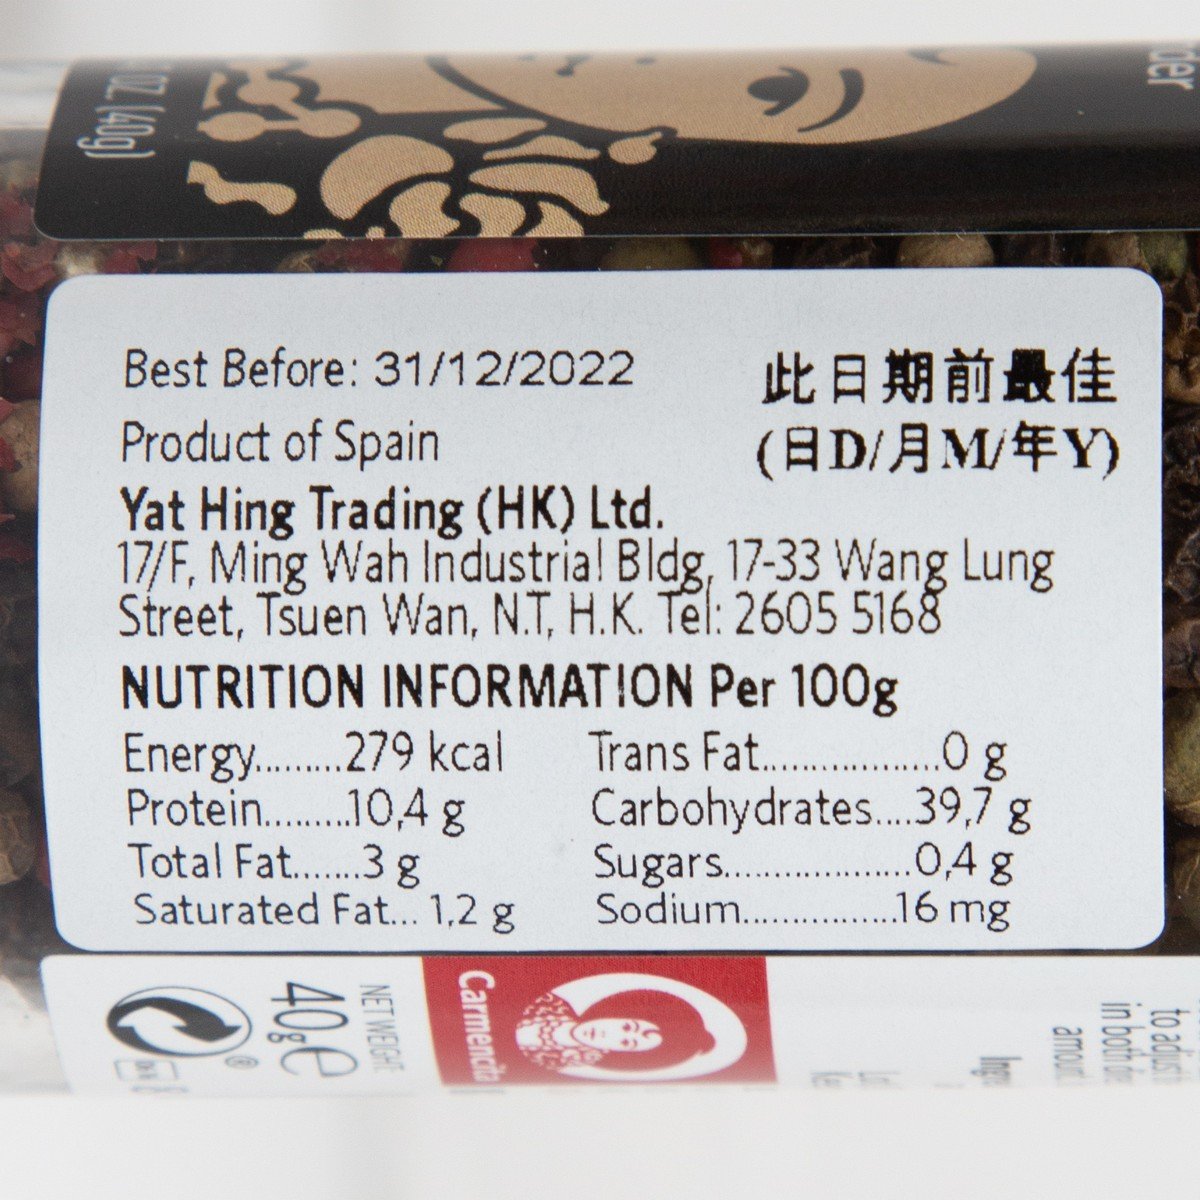 der
oz (40g)
Best Before: 31/12/2022
此日期前最佳
(日D/月M/年Y)
Product of Spain
Yat Hing Trading (HK) Ltd.
17/F, Ming Wah Industrial Bldg, 17-33 Wang Lung
Street, Tsuen Wan, N.T, H.K. Tel: 2605 5168
NUTRITION INFORMATION Per 100g
Energy.........279 kcal
Protein.........10,4 g
Total Fat.......3 g
Saturated Fat... 1,2 g
Trans Fat..................0 g
Carbohydrates....39,7 g
Sugars...................0,4 g
Sodium................16 mg
NET WEIGHT
40g e
®
Carmencita
to adjust
in both
amount